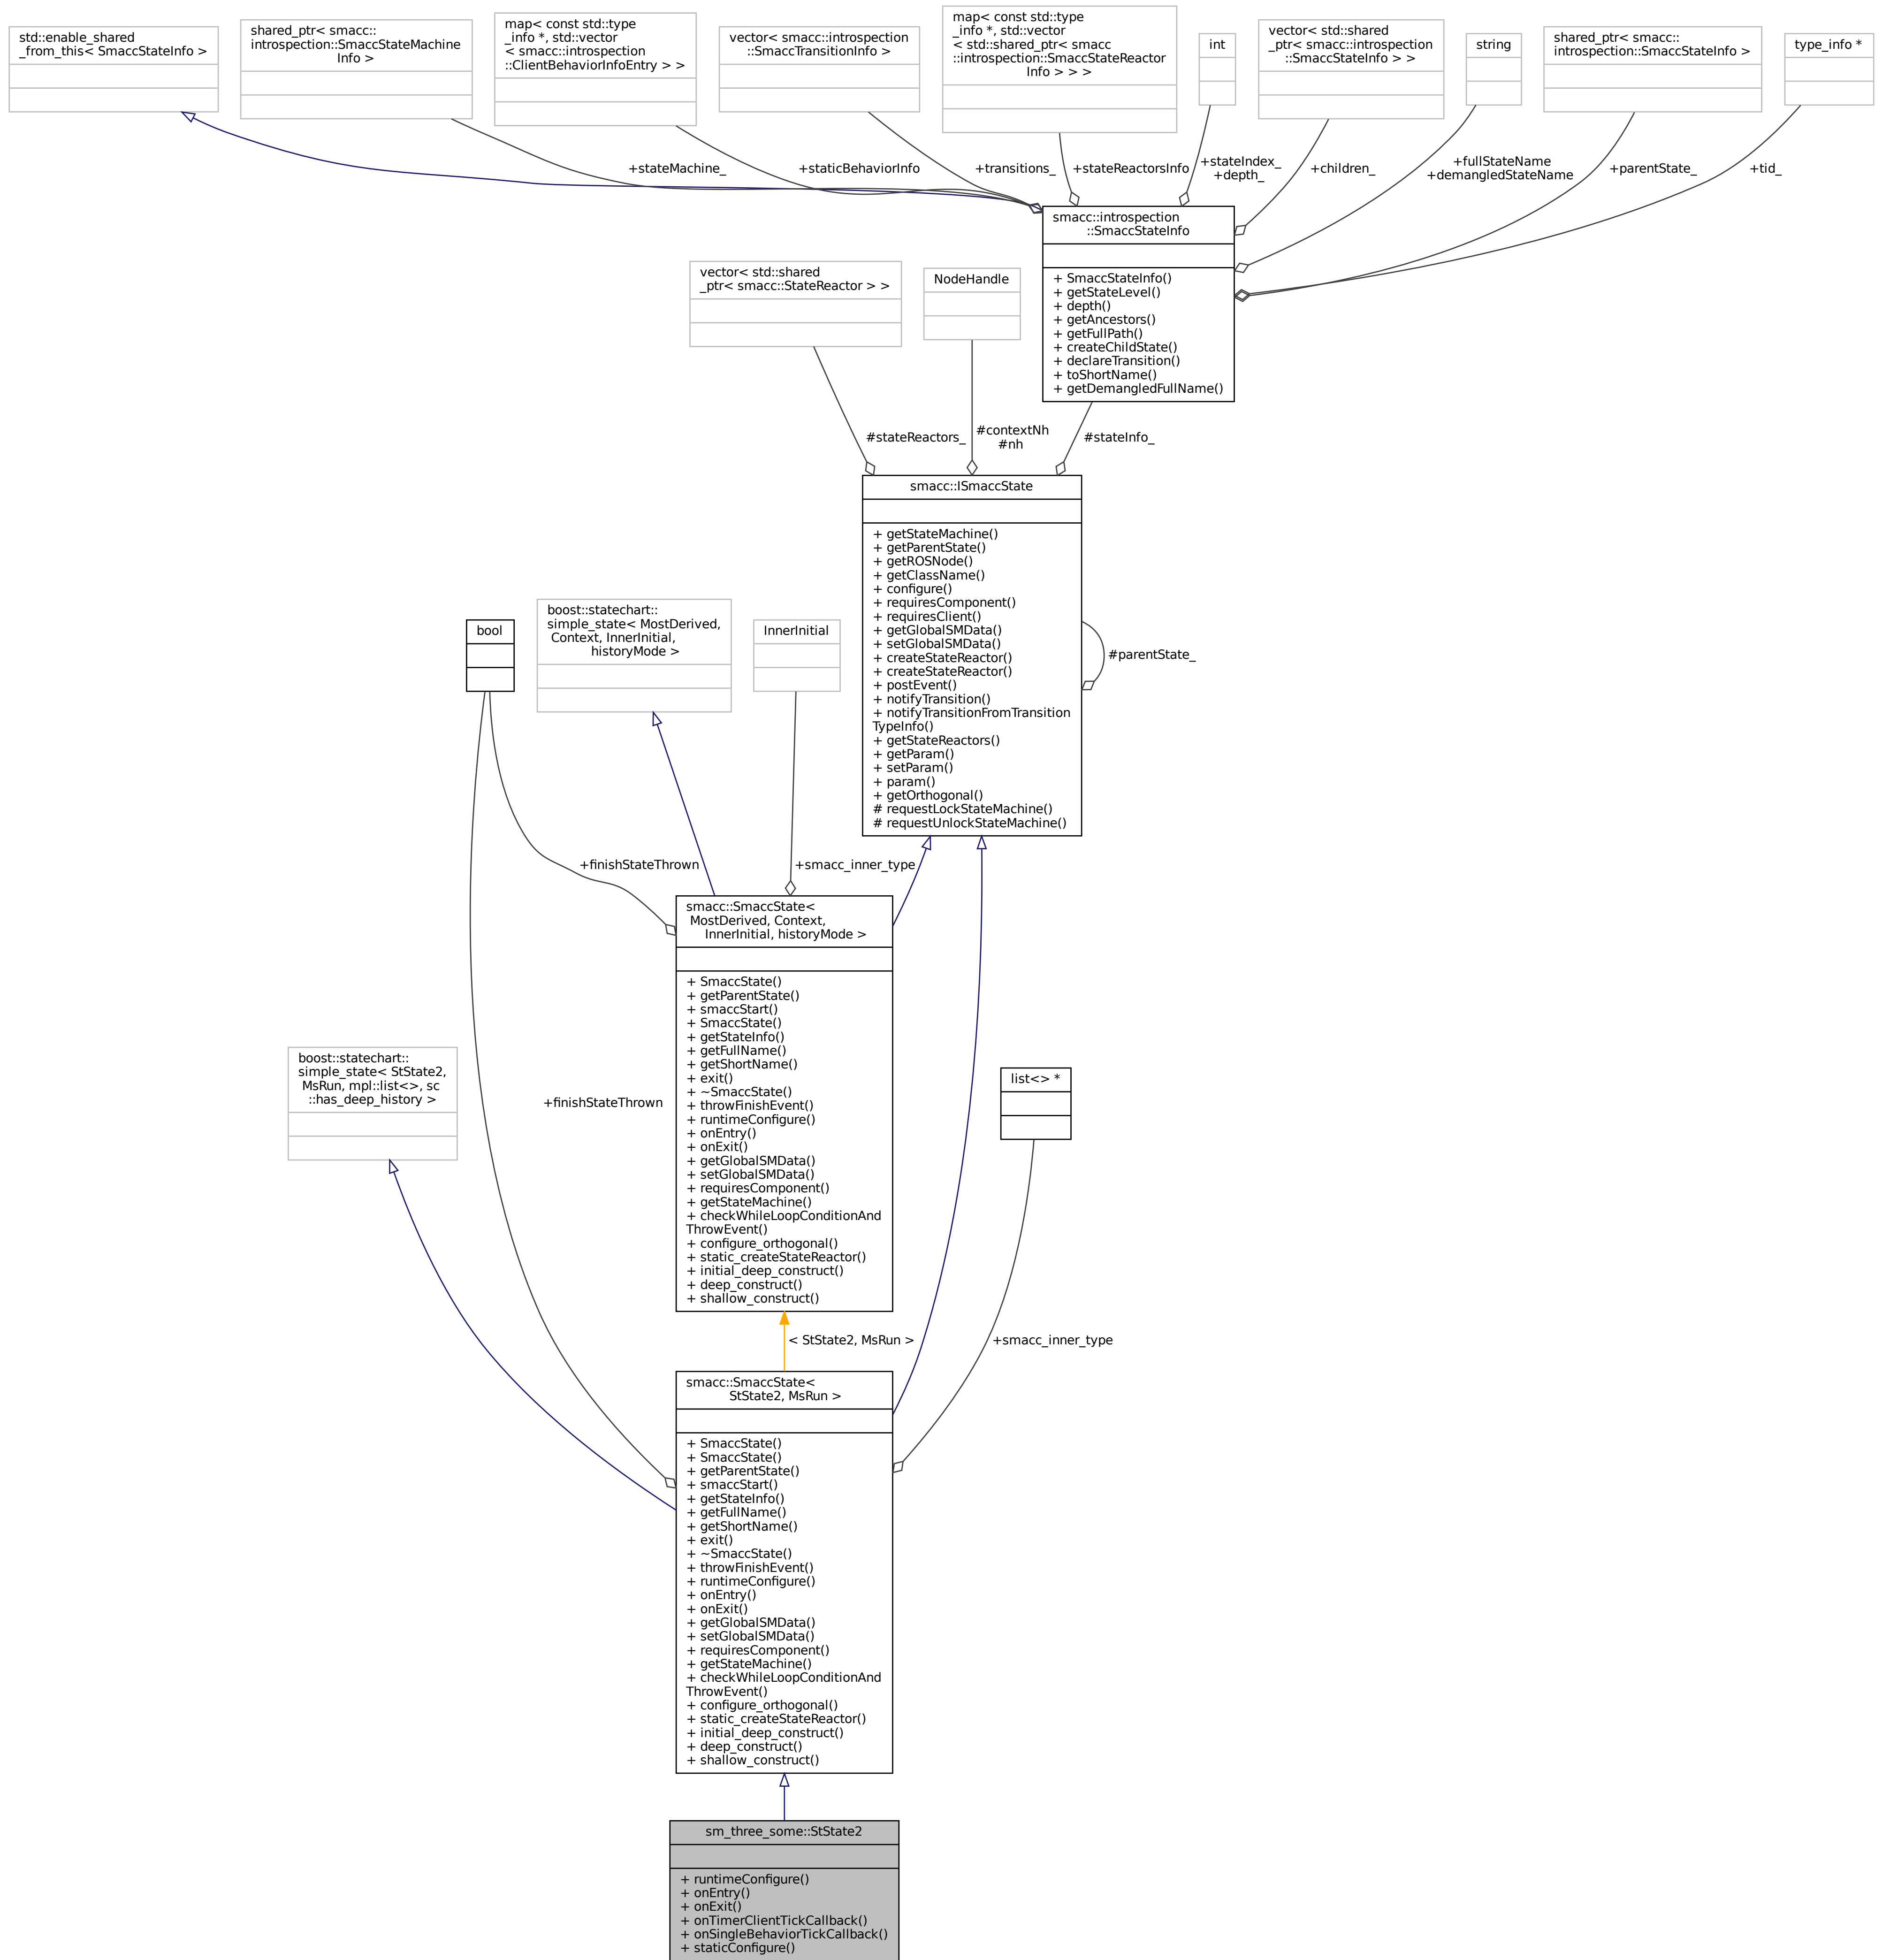 std::enable_shared
_from_this< SmaccStateInfo >
shared_ptr< smacc::
introspection::SmaccStateMachine
Info >
map< const std::type
_info *, std::vector
< smacc::introspection
::ClientBehaviorInfoEntry > >
vector< smacc::introspection
::SmaccTransitionInfo >
map< const std::type
_info *, std::vector
< std::shared_ptr< smacc
::introspection::SmaccStateReactor
Info > > >
int
vector< std::shared
_ptr< smacc::introspection
::SmaccStateInfo > >
string
shared_ptr< smacc::
introspection::SmaccStateInfo >
type_info *
+stateMachine_
+staticBehaviorInfo
+transitions_
+stateReactorsInfo
+stateIndex_
+depth_
+children_
+fullStateName
+demangledStateName
+parentState_
+tid_
smacc::introspection
::SmaccStateInfo
+ SmaccStateInfo()
+ getStateLevel()
+ depth()
+ getAncestors()
+ getFullPath()
+ createChildState()
+ declareTransition()
+ toShortName()
+ getDemangledFullName()
vector< std::shared
_ptr< smacc::StateReactor > >
NodeHandle
#stateReactors_
#contextNh
#nh
#stateInfo_
smacc::ISmaccState
+ getStateMachine()
+ getParentState()
+ getROSNode()
+ getClassName()
+ configure()
+ requiresComponent()
+ requiresClient()
+ getGlobalSMData()
+ setGlobalSMData()
+ createStateReactor()
+ createStateReactor()
+ postEvent()
+ notifyTransition()
+ notifyTransitionFromTransition
TypeInfo()
+ getStateReactors()
+ getParam()
+ setParam()
+ param()
+ getOrthogonal()
# requestLockStateMachine()
# requestUnlockStateMachine()
#parentState_
bool
boost::statechart::
simple_state< MostDerived,
Context, InnerInitial,
historyMode >
InnerInitial
+finishStateThrown
+smacc_inner_type
smacc::SmaccState<
MostDerived, Context,
InnerInitial, historyMode >
+ SmaccState()
+ getParentState()
+ smaccStart()
+ SmaccState()
+ getStateInfo()
+ getFullName()
+ getShortName()
+ exit()
+ ~SmaccState()
+ throwFinishEvent()
+ runtimeConfigure()
+ onEntry()
+ onExit()
+ getGlobalSMData()
+ setGlobalSMData()
+ requiresComponent()
+ getStateMachine()
+ checkWhileLoopConditionAnd
ThrowEvent()
+ configure_orthogonal()
+ static_createStateReactor()
+ initial_deep_construct()
+ deep_construct()
+ shallow_construct()
boost::statechart::
simple_state< StState2,
MsRun, mpl::list<>, sc
::has_deep_history >
+finishStateThrown
list<> *
< StState2, MsRun >
+smacc_inner_type
smacc::SmaccState<
StState2, MsRun >
+ SmaccState()
+ SmaccState()
+ getParentState()
+ smaccStart()
+ getStateInfo()
+ getFullName()
+ getShortName()
+ exit()
+ ~SmaccState()
+ throwFinishEvent()
+ runtimeConfigure()
+ onEntry()
+ onExit()
+ getGlobalSMData()
+ setGlobalSMData()
+ requiresComponent()
+ getStateMachine()
+ checkWhileLoopConditionAnd
ThrowEvent()
+ configure_orthogonal()
+ static_createStateReactor()
+ initial_deep_construct()
+ deep_construct()
+ shallow_construct()
sm_three_some::StState2
+ runtimeConfigure()
+ onEntry()
+ onExit()
+ onTimerClientTickCallback()
+ onSingleBehaviorTickCallback()
+ staticConfigure()